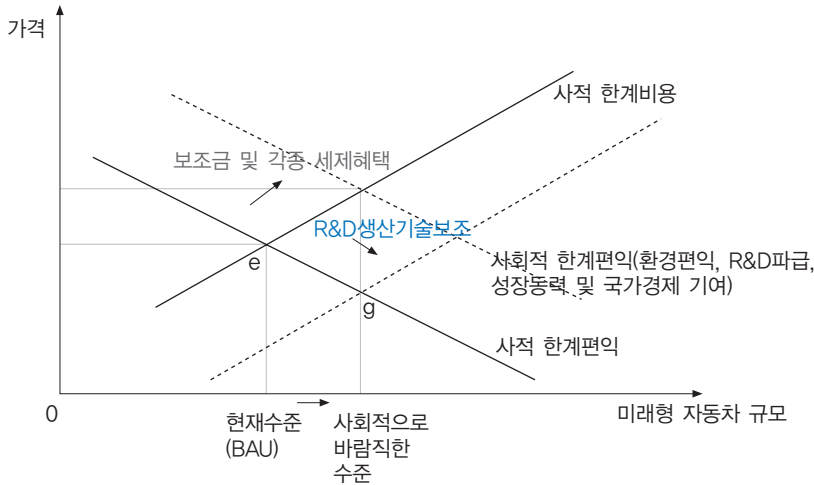 가격
사적 한계비용
보조금 및 각종 세제혜택
R&D생산기술보조
e
사회적 한계편익(환경편익, R&D파급,
성장동력 및 국가경제 기여)
g
사적 한계편익
0
현재수준
(BAU)
사회적으로
바람직한
수준
미래형 자동차 규모